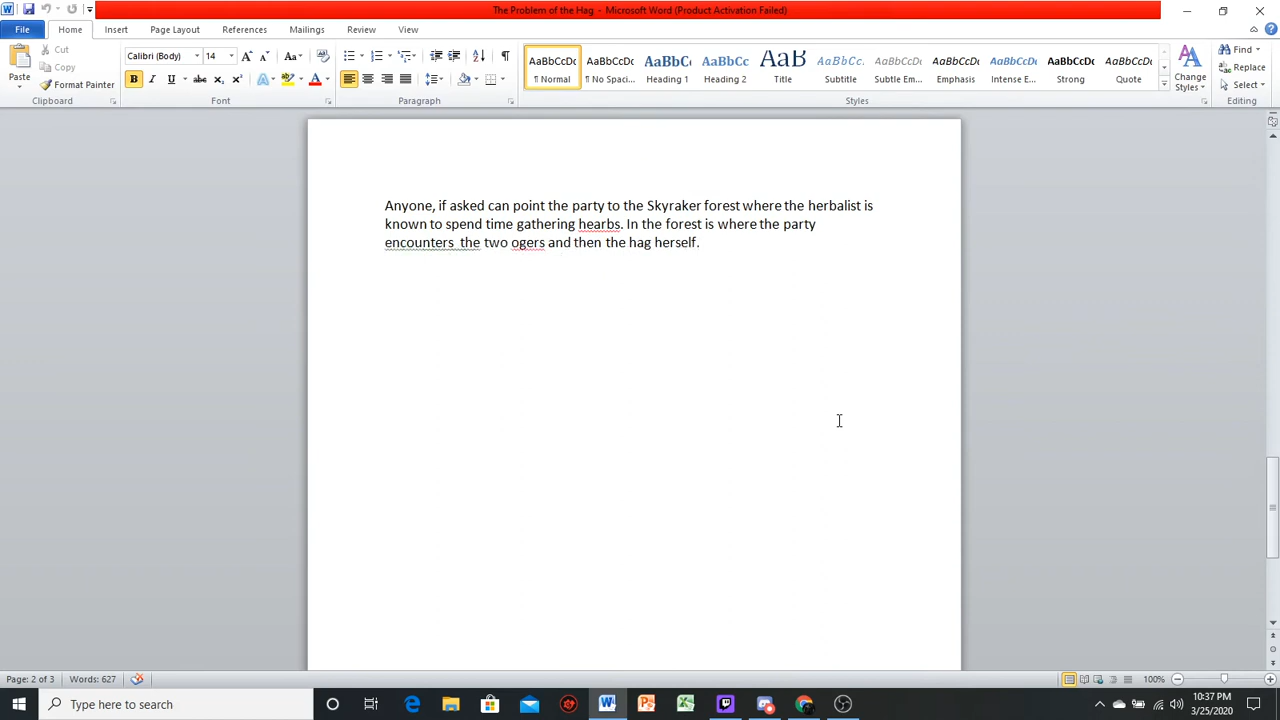 The Problem of the Hag - Microsoft Word (Product Activation Failed)
File Home Insert Page Layout References Mailings Review View
Paste
Cut
Copy
Format Painter
Clipboard
Calibri (Body) 14
Font
Paragraph
AaBbCcDc AaBbCcDc AaBbC AaBbCc AaB AaBbCc. AaBbCcDc AaBbCcDc AaBbCcDc AaBbCcDc AaBbCcDc
¶ Normal ¶ No Spaci... Heading 1 Heading 2 Title Subtitle Subtle Em... Emphasis Intense E... Strong Quote
Styles
Change Styles
Find
Replace
Select
Editing
Anyone, if asked can point the party to the Skyraker forest where the herbalist is
known to spend time gathering hearbs. In the forest is where the party
encounters  the two ogers and then the hag herself.
Page: 2 of 3 Words: 627 100%
Type here to search
10:37 PM
3/25/2020